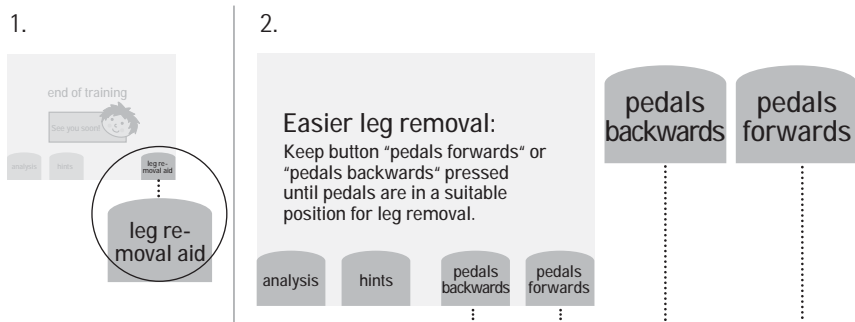 1.
end of training
See you soon!
analysis
hints
leg re-
moval aid
leg re-
moval aid
2.
Easier leg removal:
Keep button “pedals forwards“ or
“pedals backwards“ pressed
until pedals are in a suitable
position for leg removal.
analysis
hints
pedals
backwards
pedals
forwards
pedals
backwards
pedals
forwards